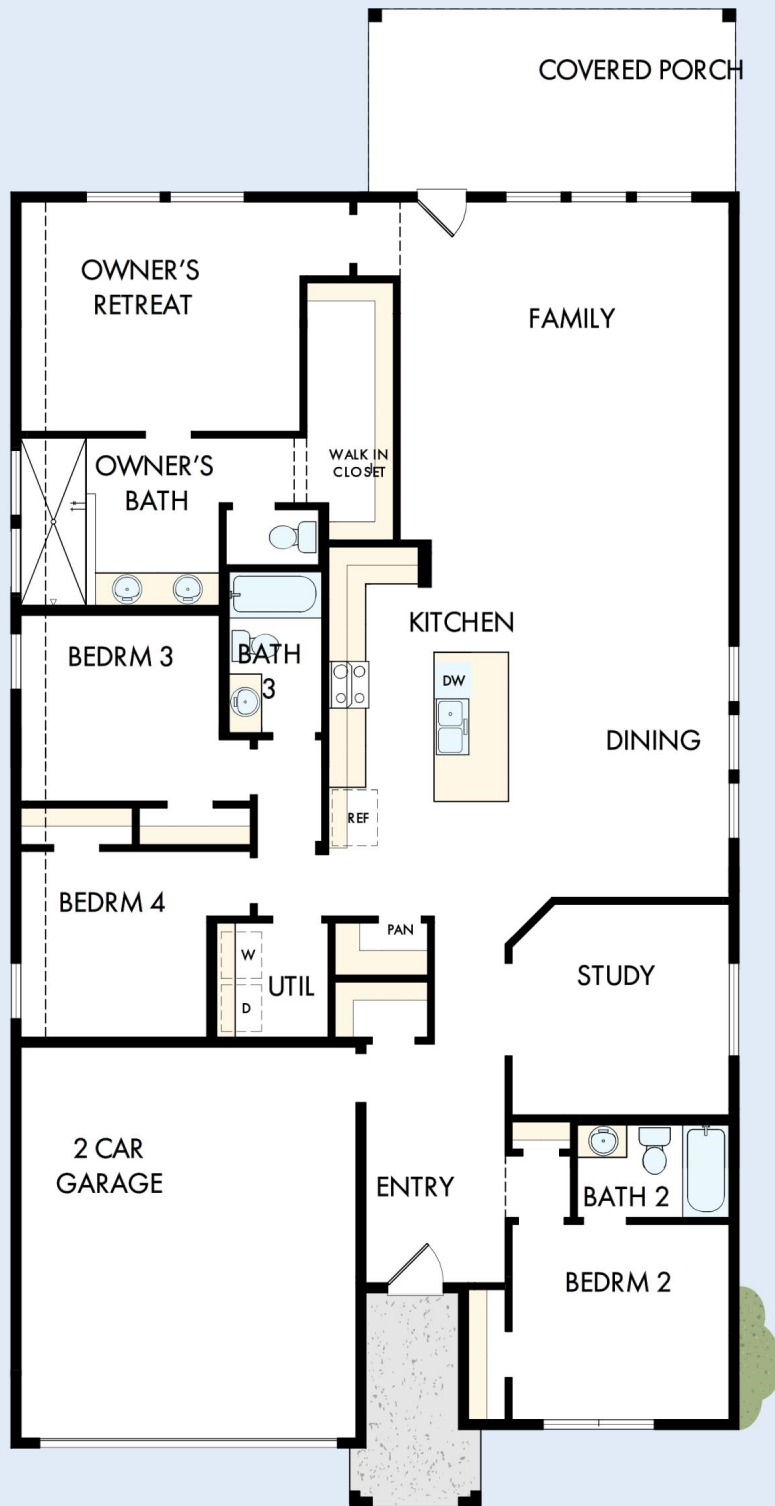 COVERED PORCH
OWNER'S
RETREAT
FAMILY
WALK IN
CLOSET
OWNER'S
BATH
KITCHEN
BEDRM 3
BATH
3
DW
DINING
REF
BEDRM 4
PAN
W
UTIL
STUDY
D
2 CAR
GARAGE
ENTRY
BATH 2
BEDRM 2